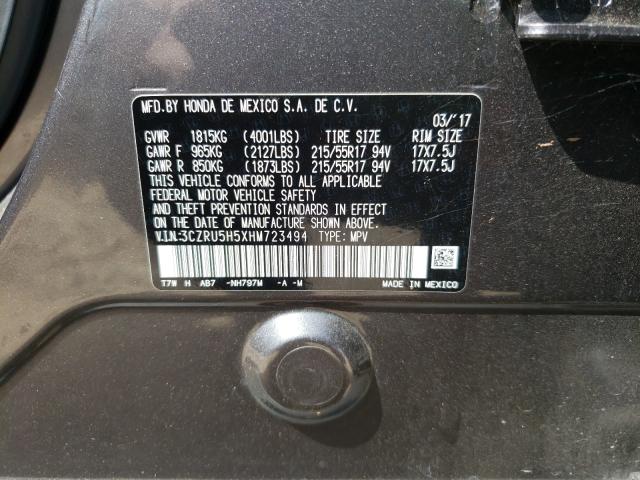 MFD.BY HONDA DE MEXICO S.A. DE C.V.
03/'17
GVWR 1815KG (4001LBS) TIRE SIZE RIM SIZE
GAWR F 965KG (2127LBS) 215/55R17 94V 17X7.5J
GAWR R 850KG (1873LBS) 215/55R17 94V 17X7.5J
THIS VEHICLE CONFORMS TO ALL APPLICABLE
FEDERAL MOTOR VEHICLE SAFETY
AND THEFT PREVENTION STANDARDS IN EFFECT
ON THE DATE OF MANUFACTURE SHOWN ABOVE.
V.I.N.:3CZRU5H5XHM723494 TYPE: MPV
T7W H AB7 -NH797M -A -M MADE IN MEXICO